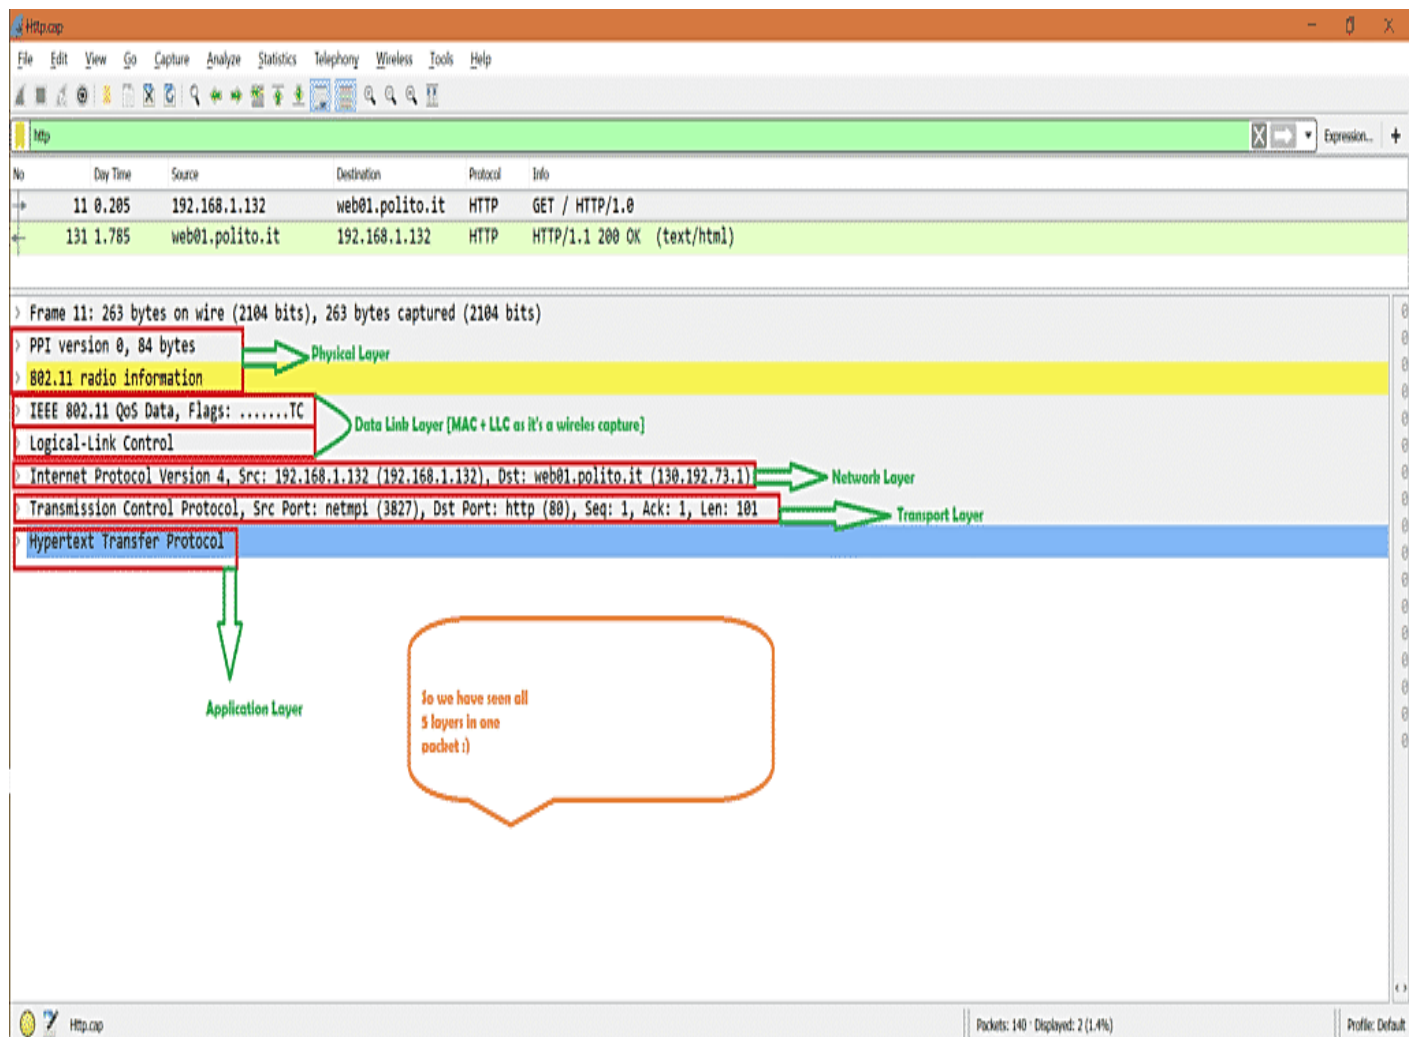 Http.cap
File Edit View Go Capture Analyze Statistics Telephony Wireless Tools Help
http Expression... +
No Day Time Source Destination Protocol Info
11 0.205 192.168.1.132 web01.polito.it HTTP GET / HTTP/1.0
131 1.785 web01.polito.it 192.168.1.132 HTTP HTTP/1.1 200 OK (text/html)
Frame 11: 263 bytes on wire (2104 bits), 263 bytes captured (2104 bits)
PPI version 0, 84 bytes
Physical Layer
802.11 radio information
IEEE 802.11 QoS Data, Flags: .......TC
Data Link Layer [MAC + LLC as it's a wireles capture]
Logical-Link Control
Internet Protocol Version 4, Src: 192.168.1.132 (192.168.1.132), Dst: web01.polito.it (130.192.73.1)
Network Layer
Transmission Control Protocol, Src Port: netmpi (3827), Dst Port: http (80), Seq: 1, Ack: 1, Len: 101
Transport Layer
Hypertext Transfer Protocol
Application Layer
So we have seen all
5 layers in one
packet :)
Http.cap Packets: 140 · Displayed: 2 (1.4%) Profile: Default